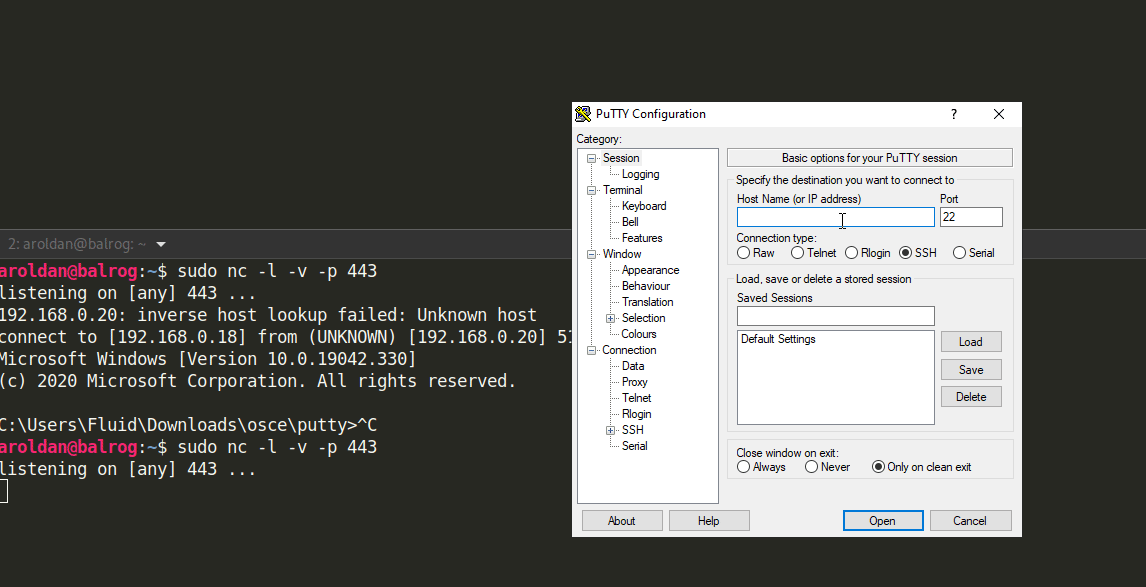 2: aroldan@balrog: ~
aroldan@balrog:~$ sudo nc -l -v -p 443
listening on [any] 443 ...
192.168.0.20: inverse host lookup failed: Unknown host
connect to [192.168.0.18] from (UNKNOWN) [192.168.0.20] 51
Microsoft Windows [Version 10.0.19042.330]
(c) 2020 Microsoft Corporation. All rights reserved.
C:\Users\Fluid\Downloads\osce\putty>^C
aroldan@balrog:~$ sudo nc -l -v -p 443
listening on [any] 443 ...
PuTTY Configuration ?
Category:
Session
Logging
Terminal
Keyboard
Bell
Features
Window
Appearance
Behaviour
Translation
Selection
Colours
Connection
Data
Proxy
Telnet
Rlogin
SSH
Serial
Basic options for your PuTTY session
Specify the destination you want to connect to
Host Name (or IP address) Port
22
Connection type:
Raw Telnet Rlogin SSH Serial
Load, save or delete a stored session
Saved Sessions
Default Settings
Load
Save
Delete
Close window on exit:
Always Never Only on clean exit
About Help Open Cancel